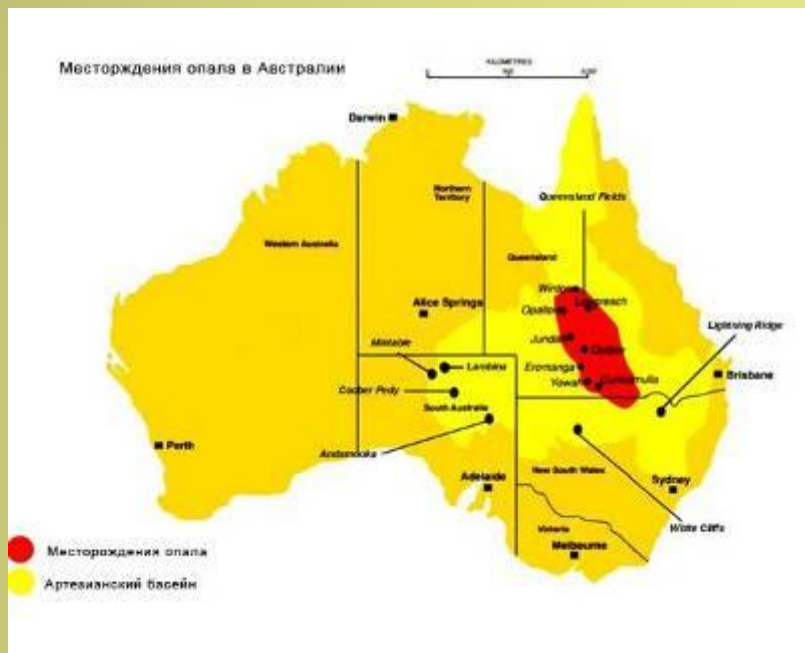 KILOMETRES
Месторждения опала в Австралии
Darwin
Northern
Territory
Queensland Fields
Western Australia
Queensland
Winton
Longreach
Opalton
Alice Springs
Lightning Ridge
Jundah
Mintabie
Quilpie
Lambina
Eromanga
Brisbane
Yowah
Cunnamulla
Coober Pedy
South Australia
Perth
Andamooka
New South Wales
Adelaide
Sydney
White Cliffs
Victoria
Melbourne
Месторождения опала
Артезианский басейн